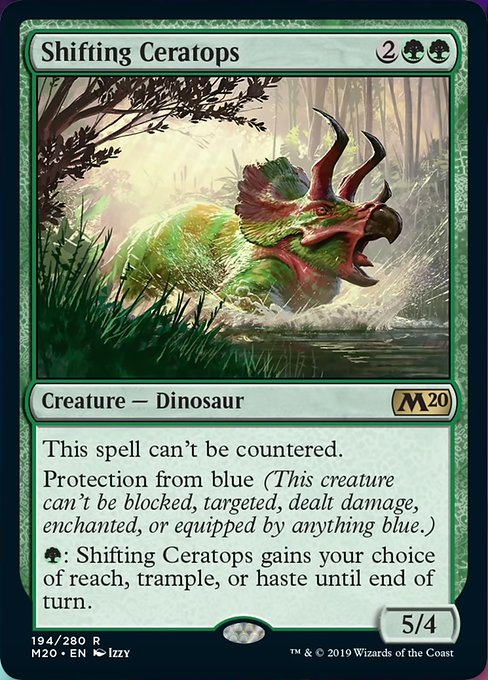 Shifting Ceratops 2
Creature — Dinosaur M20
This spell can't be countered.
Protection from blue (This creature
can't be blocked, targeted, dealt damage,
enchanted, or equipped by anything blue.)
: Shifting Ceratops gains your choice
of reach, trample, or haste until end of
turn.
5/4
194/280 R
M20 • EN Izzy
™ & © 2019 Wizards of the Coast